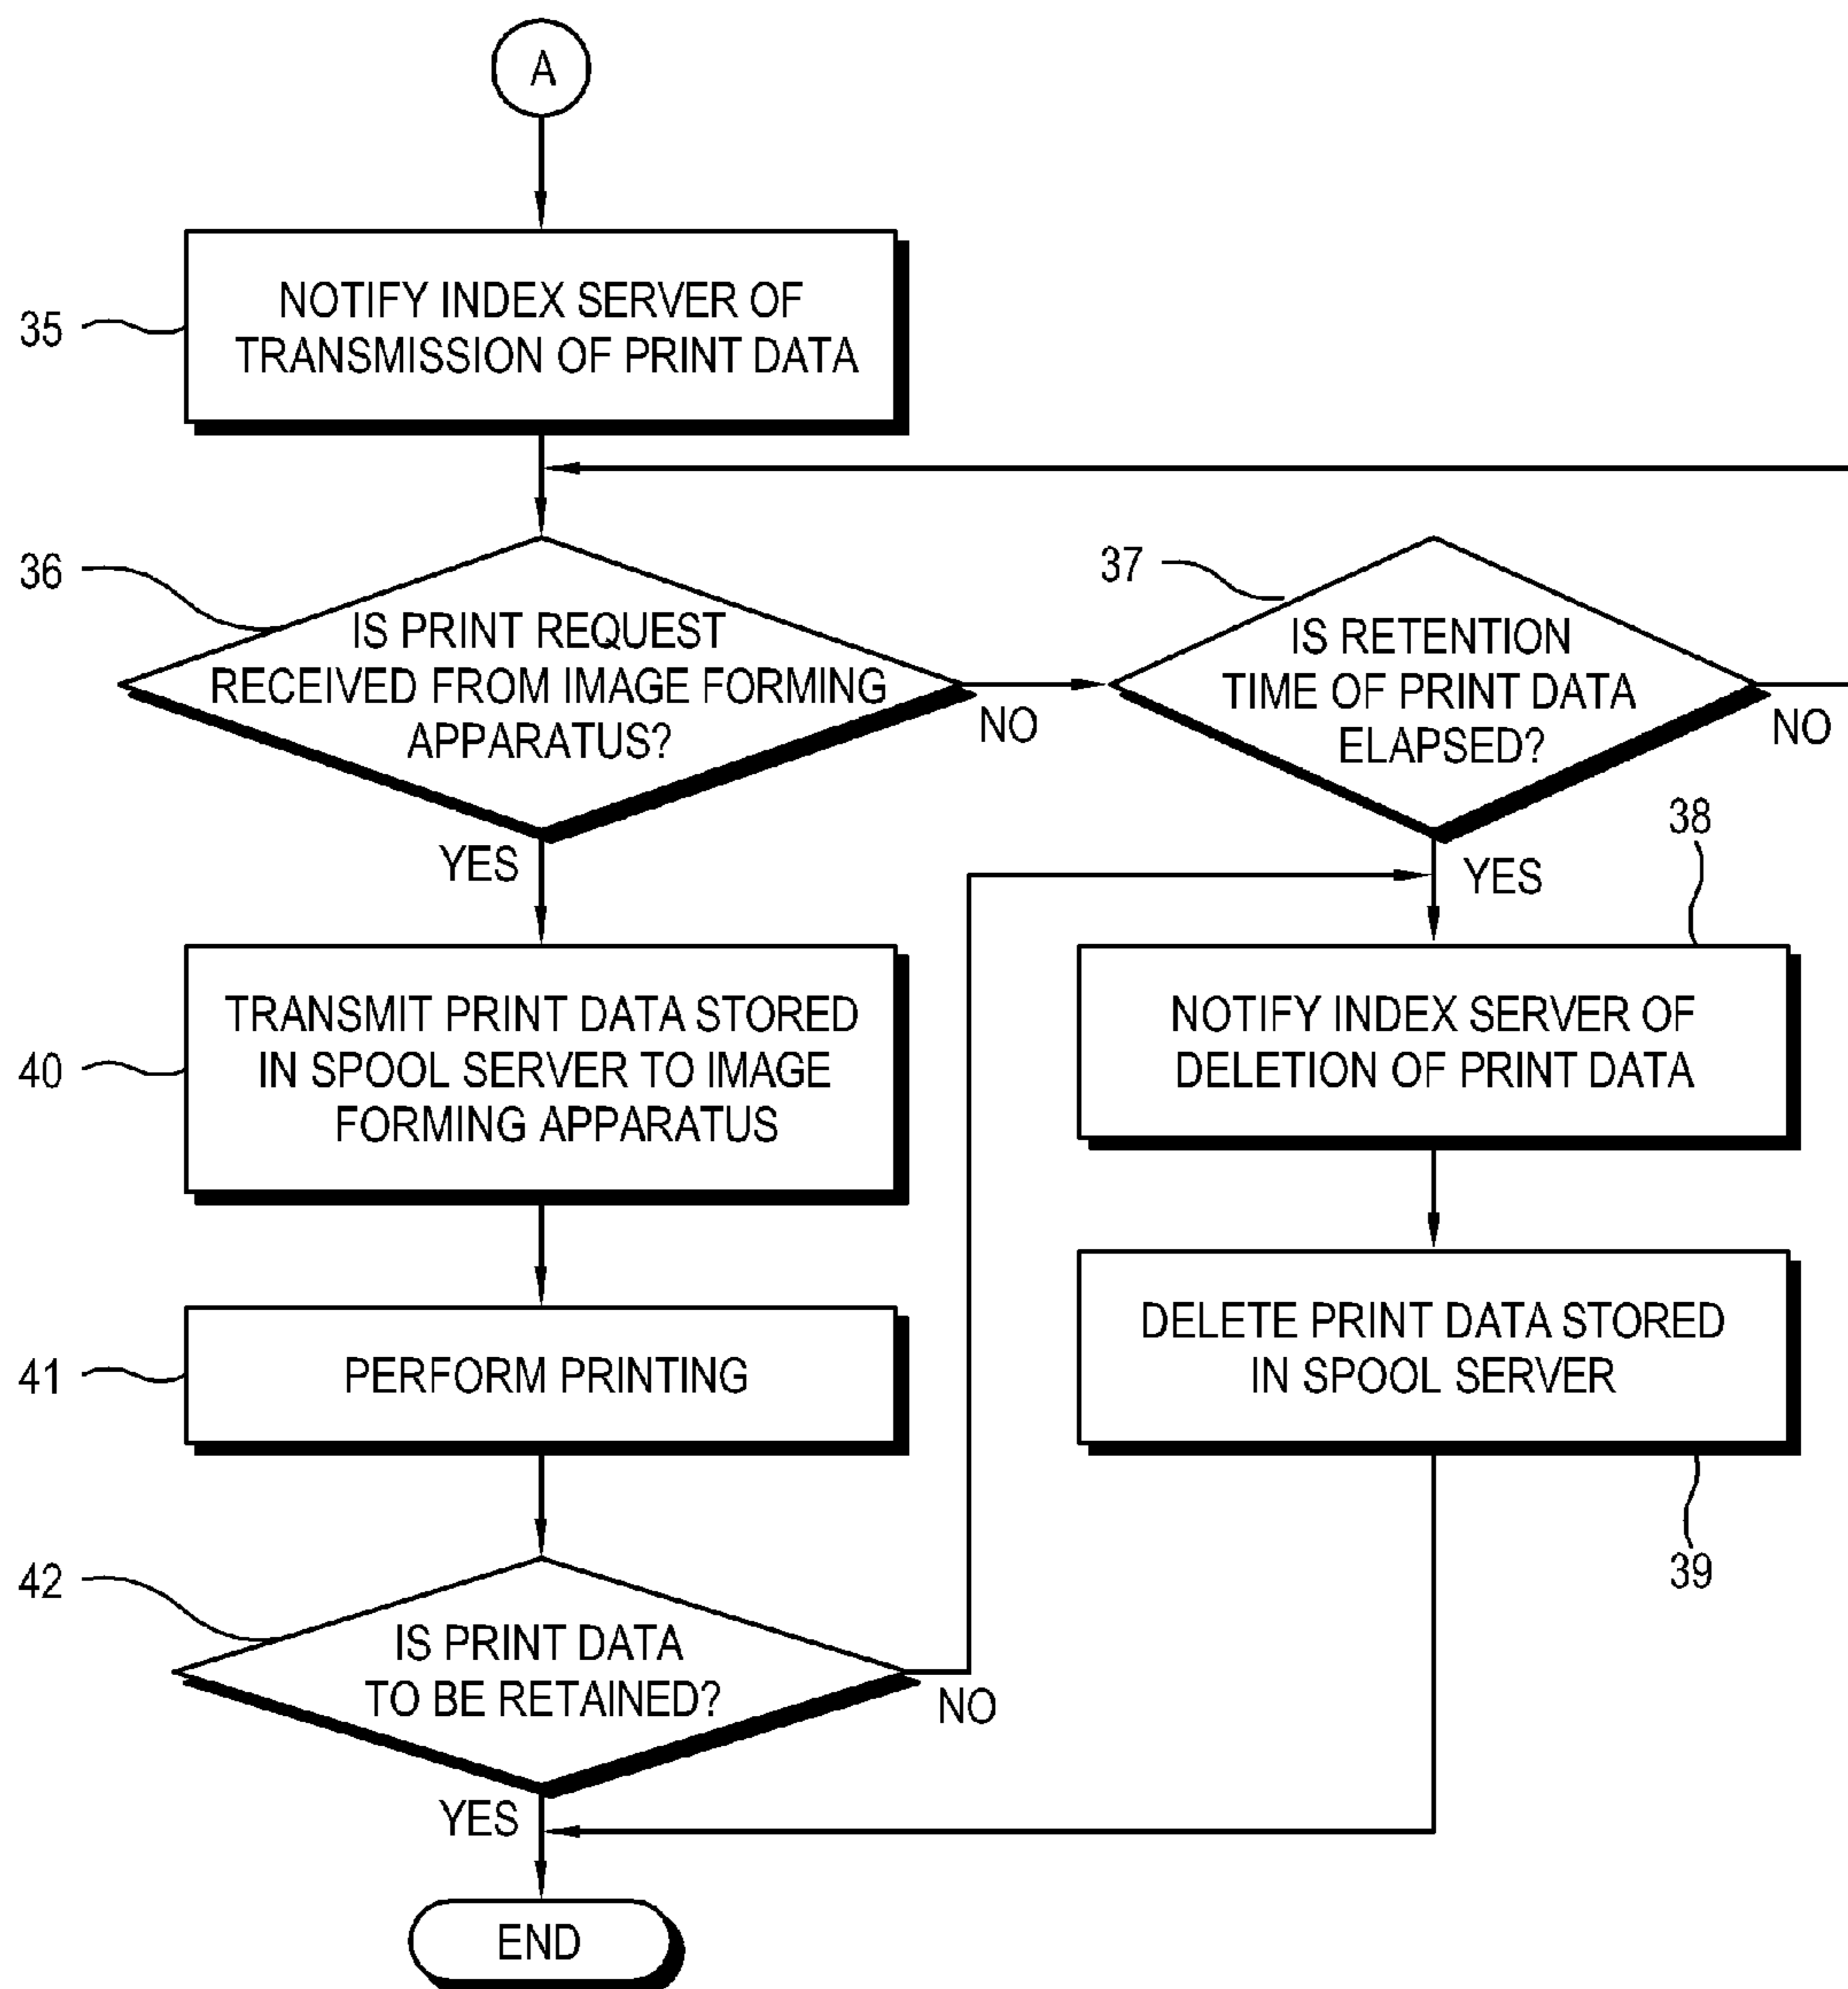 A
35
NOTIFY INDEX SERVER OF
TRANSMISSION OF PRINT DATA
36
IS PRINT REQUEST
RECEIVED FROM IMAGE FORMING
APPARATUS?
NO
YES
37
IS RETENTION
TIME OF PRINT DATA
ELAPSED?
NO
YES
38
NOTIFY INDEX SERVER OF
DELETION OF PRINT DATA
40
TRANSMIT PRINT DATA STORED
IN SPOOL SERVER TO IMAGE
FORMING APPARATUS
DELETE PRINT DATA STORED
IN SPOOL SERVER
39
41
PERFORM PRINTING
42
IS PRINT DATA
TO BE RETAINED?
NO
YES
END